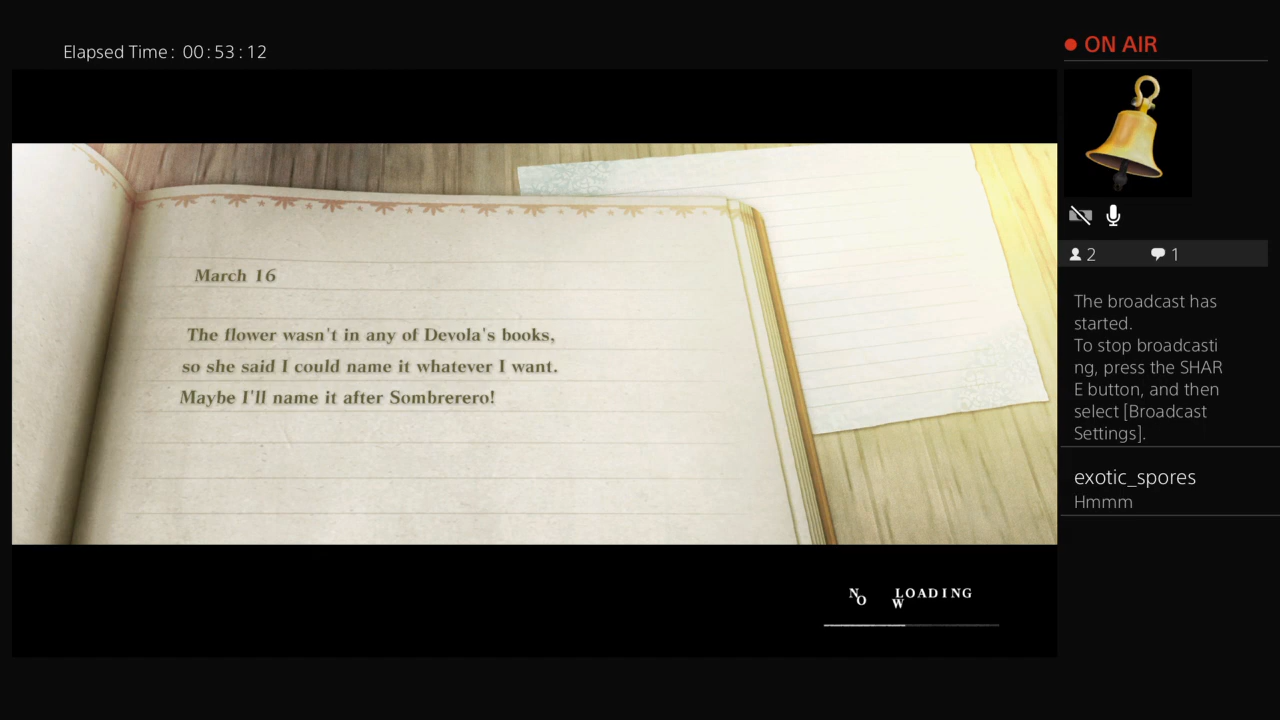 Elapsed Time: 00:53:12
ON AIR
2
1
March 16
The flower wasn't in any of Devola's books,
so she said I could name it whatever I want.
Maybe I'll name it after Sombrerero!
The broadcast has
started.
To stop broadcasti
ng, press the SHAR
E button, and then
select [Broadcast
Settings].
exotic_spores
Hmmm
NOW LOADING